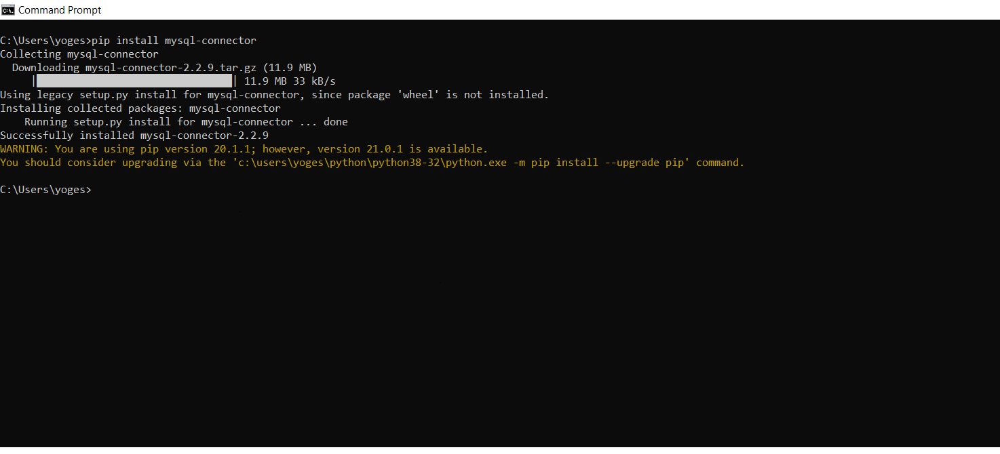 Command Prompt
C:\Users\yoges>pip install mysql-connector
Collecting mysql-connector
  Downloading mysql-connector-2.2.9.tar.gz (11.9 MB)
     |████████████████████████████████| 11.9 MB 33 kB/s
Using legacy setup.py install for mysql-connector, since package 'wheel' is not installed.
Installing collected packages: mysql-connector
    Running setup.py install for mysql-connector ... done
Successfully installed mysql-connector-2.2.9
WARNING: You are using pip version 20.1.1; however, version 21.0.1 is available.
You should consider upgrading via the 'c:\users\yoges\python\python38-32\python.exe -m pip install --upgrade pip' command.
C:\Users\yoges>